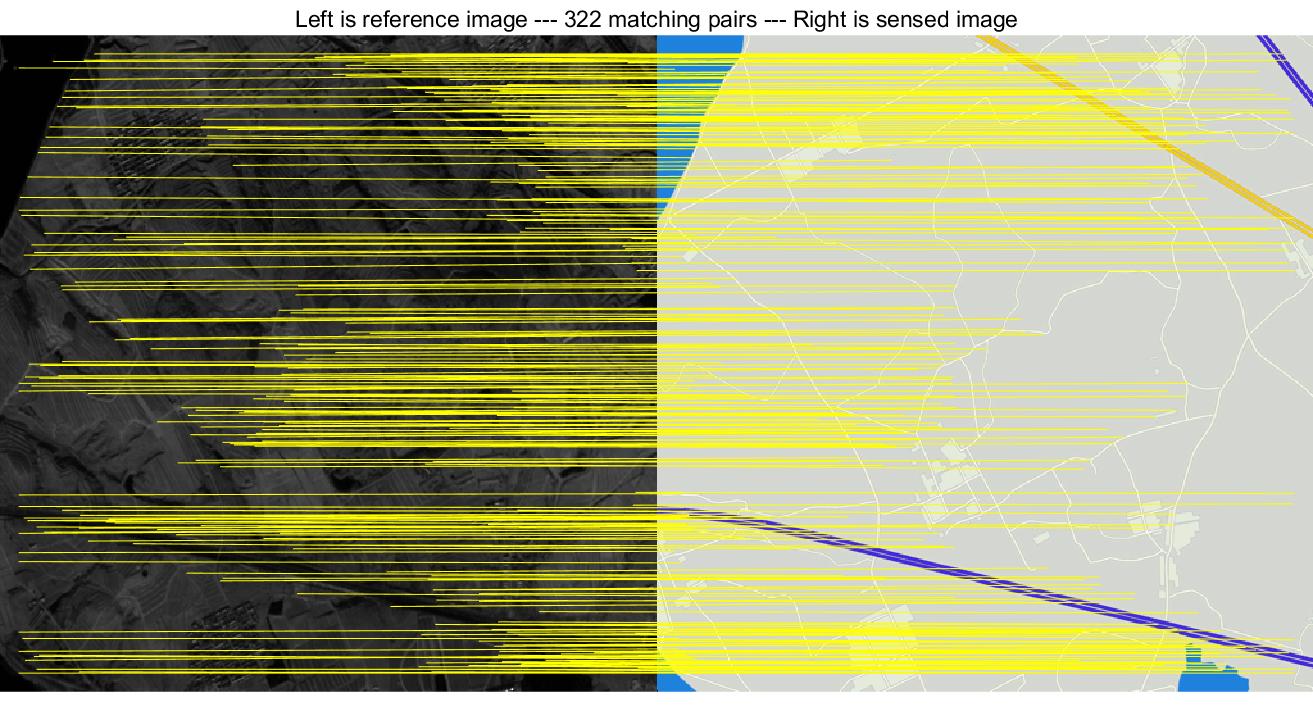 Left is reference image --- 322 matching pairs --- Right is sensed image